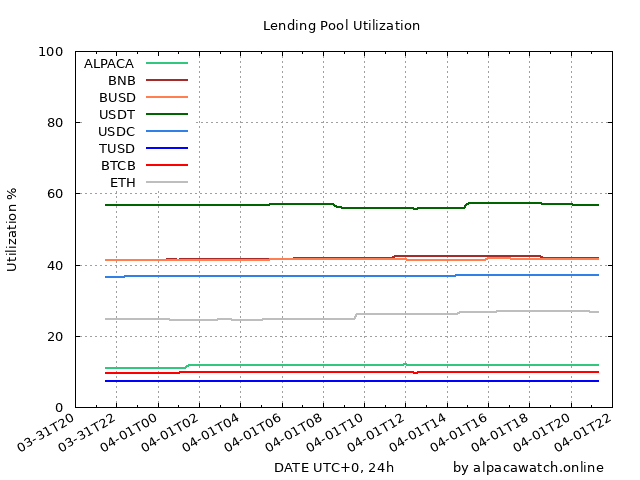 Lending Pool Utilization
100
80
60
40
20
0
Utilization %
ALPACA
BNB
BUSD
USDT
USDC
TUSD
BTCB
ETH
03-31T20
03-31T22
04-01T00
04-01T02
04-01T04
04-01T06
04-01T08
04-01T10
04-01T12
04-01T14
04-01T16
04-01T18
04-01T20
04-01T22
DATE UTC+0, 24h
by alpacawatch.online